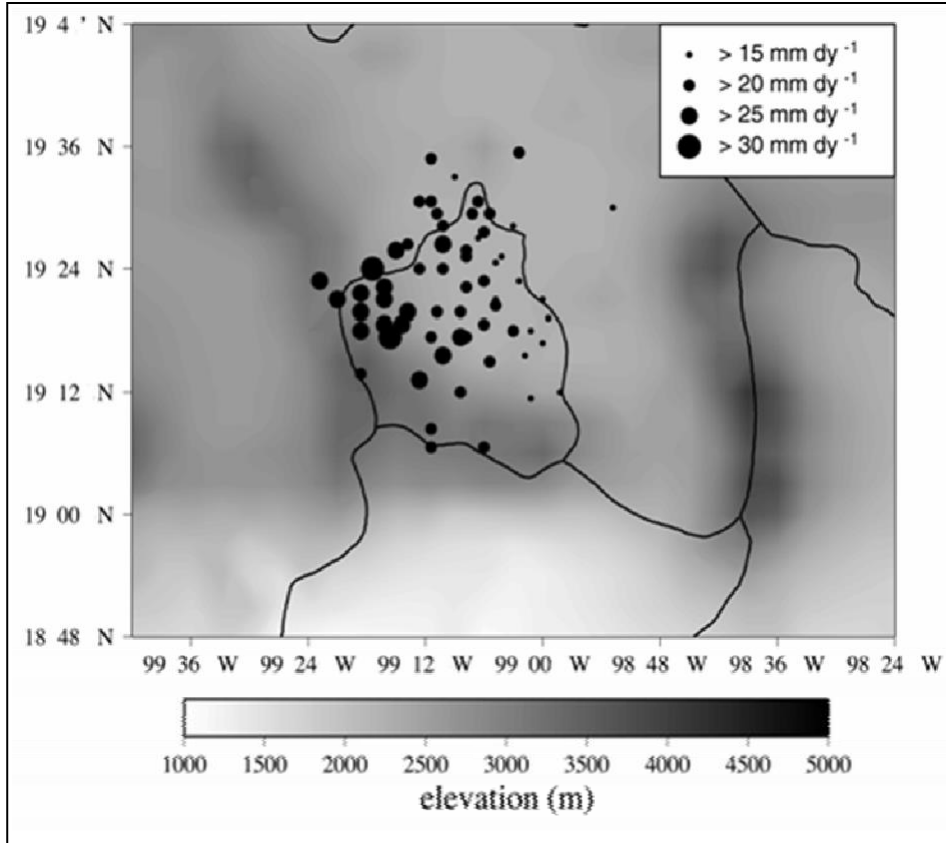 19 4 ' N
> 15 mm dy -1
> 20 mm dy -1
> 25 mm dy -1
> 30 mm dy -1
19 36 N
19 24 N
19 12 N
19 00 N
18 48 N
99 36 W 99 24 W 99 12 W 99 00 W 98 48 W 98 36 W 98 24 W
1000 1500 2000 2500 3000 3500 4000 4500 5000
elevation (m)